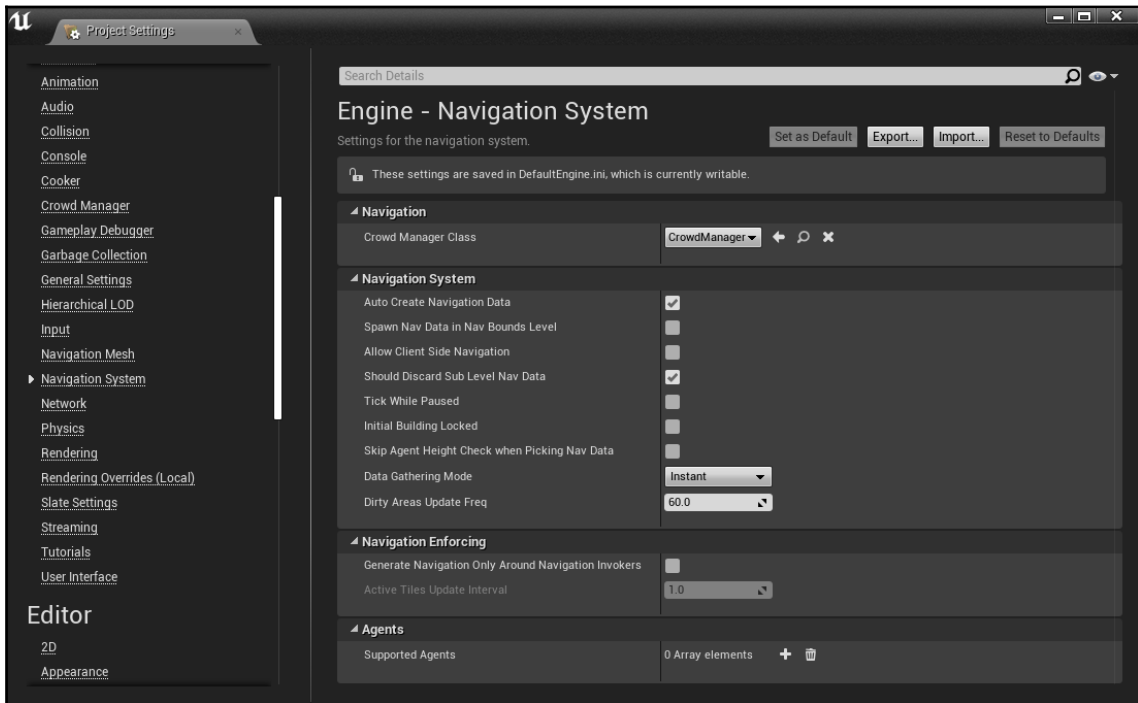 Project Settings
Animation
Audio
Collision
Console
Cooker
Crowd Manager
Gameplay Debugger
Garbage Collection
General Settings
Hierarchical LOD
Input
Navigation Mesh
Navigation System
Network
Physics
Rendering
Rendering Overrides (Local)
Slate Settings
Streaming
Tutorials
User Interface
Editor
2D
Appearance
Search Details
Engine - Navigation System
Settings for the navigation system.
Set as Default Export... Import... Reset to Defaults
These settings are saved in DefaultEngine.ini, which is currently writable.
Navigation
Crowd Manager Class CrowdManager
Navigation System
Auto Create Navigation Data
Spawn Nav Data in Nav Bounds Level
Allow Client Side Navigation
Should Discard Sub Level Nav Data
Tick While Paused
Initial Building Locked
Skip Agent Height Check when Picking Nav Data
Data Gathering Mode Instant
Dirty Areas Update Freq 60.0
Navigation Enforcing
Generate Navigation Only Around Navigation Invokers
Active Tiles Update Interval 1.0
Agents
Supported Agents 0 Array elements